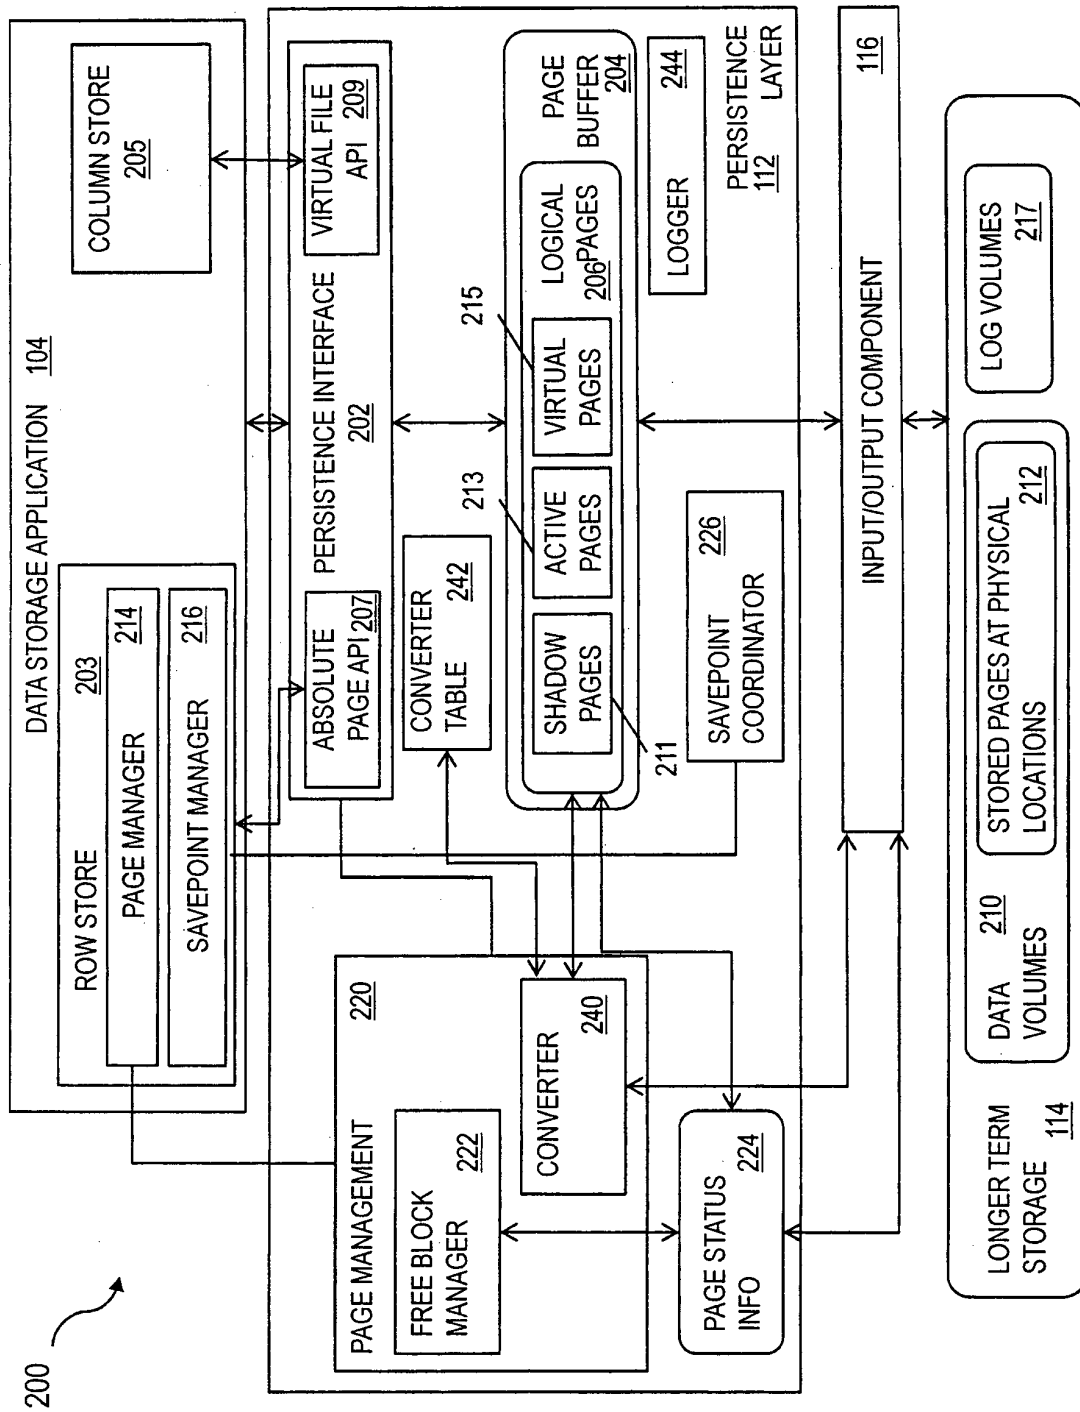 200
DATA STORAGE APPLICATION 104
ROW STORE 203
PAGE MANAGER 214
SAVEPOINT MANAGER 216
COLUMN STORE
205
PERSISTENCE INTERFACE
202
ABSOLUTE
PAGE API 207
VIRTUAL FILE
API 209
PAGE MANAGEMENT 220
FREE BLOCK
MANAGER 222
CONVERTER 240
CONVERTER
TABLE 242
PAGE STATUS
INFO 224
PAGE
BUFFER
204
LOGICAL
PAGES
206
SHADOW
PAGES
211
ACTIVE
PAGES
213
VIRTUAL
PAGES
215
SAVEPOINT
COORDINATOR 226
LOGGER 244
PERSISTENCE
LAYER
112
INPUT/OUTPUT COMPONENT 116
LONGER TERM
STORAGE 114
DATA 210
VOLUMES
STORED PAGES AT PHYSICAL
LOCATIONS 212
LOG VOLUMES
217